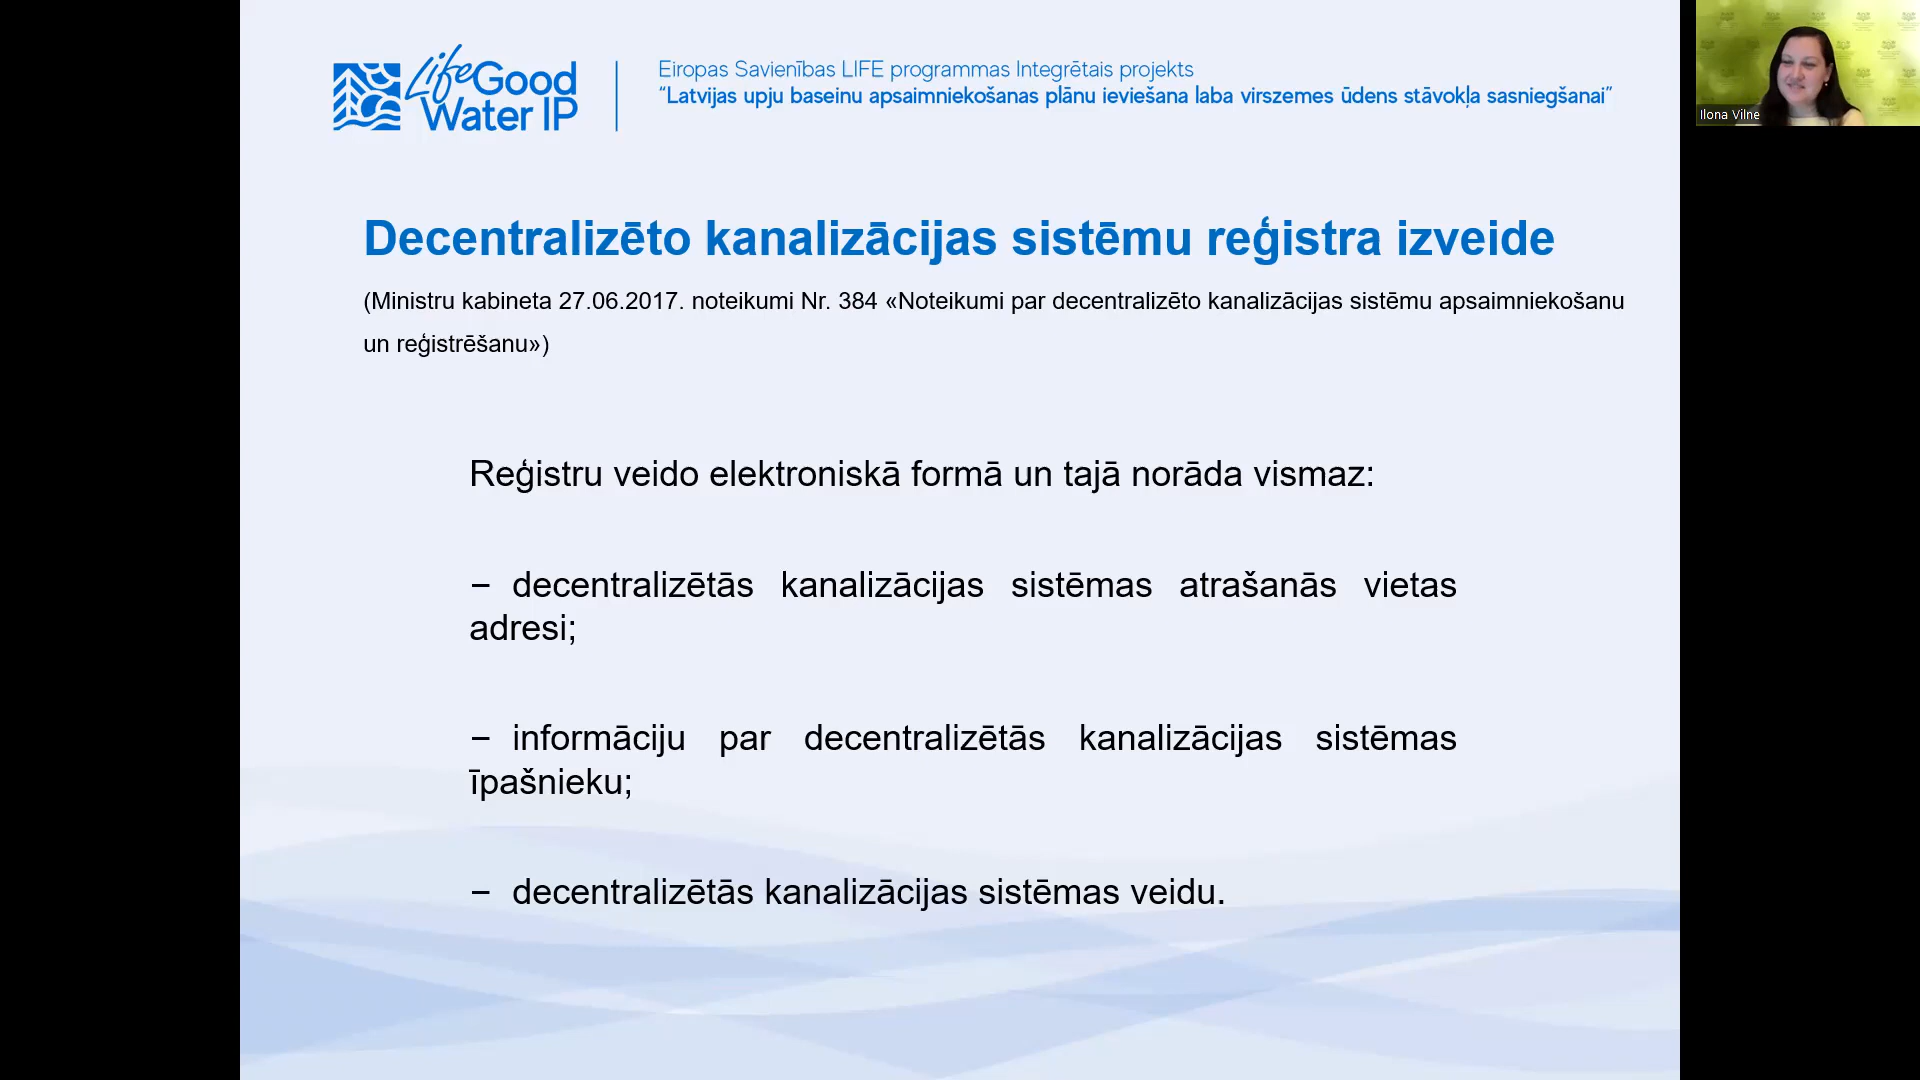 LifeGood
Water IP
Eiropas Savienības LIFE programmas Integrētais projekts
“Latvijas upju baseinu apsaimniekošanas plānu ieviešana laba virszemes ūdens stāvokļa sasniegšanai”
Ilona Vilne
Decentralizēto kanalizācijas sistēmu reģistra izveide
(Ministru kabineta 27.06.2017. noteikumi Nr. 384 «Noteikumi par decentralizēto kanalizācijas sistēmu apsaimniekošanu
un reģistrēšanu»)
Reģistru veido elektroniskā formā un tajā norāda vismaz:
− decentralizētās kanalizācijas sistēmas atrašanās vietas
adresi;
− informāciju par decentralizētās kanalizācijas sistēmas
īpašnieku;
− decentralizētās kanalizācijas sistēmas veidu.